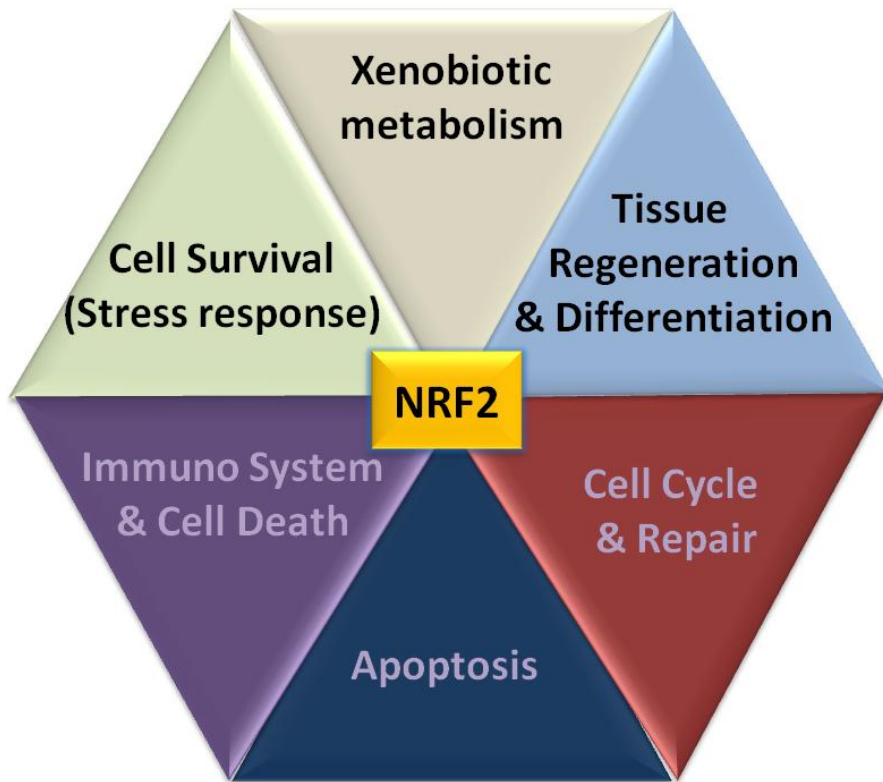 Xenobiotic
metabolism
Tissue
Regeneration
& Differentiation
Cell Survival
(Stress response)
NRF2
Immuno System
& Cell Death
Cell Cycle
& Repair
Apoptosis